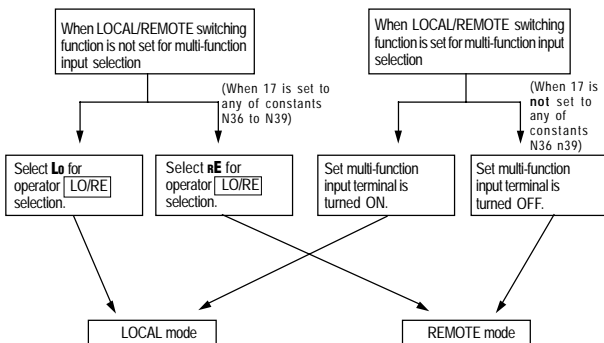 When LOCAL/REMOTE switching
function is not set for multi-function
input selection
When LOCAL/REMOTE switching
function is set for multi-function input
selection
(When 17 is set to
any of constants
N36 to N39)
(When 17 is
not set to
any of
constants
N36 n39)
Select Lo for
operator LO/RE
selection.
Select RE for
operator LO/RE
selection.
Set multi-function
input terminal is
turned ON.
Set multi-function
input terminal is
turned OFF.
LOCAL mode
REMOTE mode